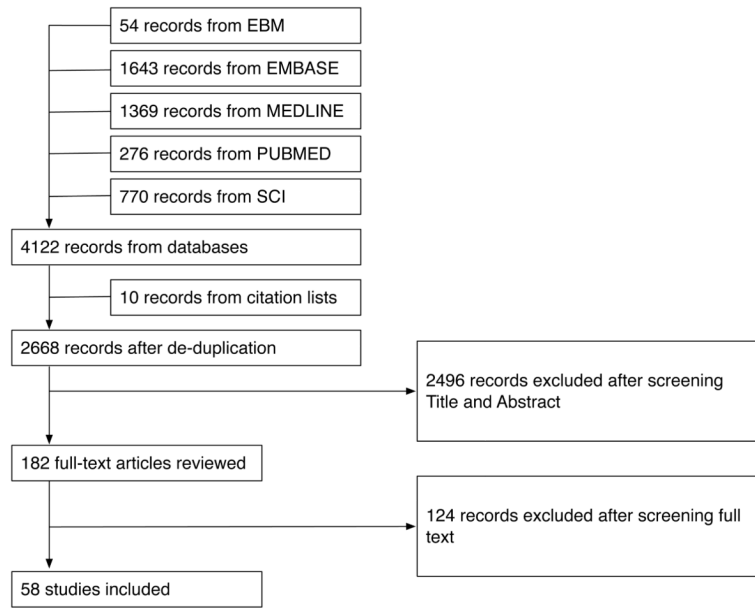 54 records from EBM
1643 records from EMBASE
1369 records from MEDLINE
276 records from PUBMED
770 records from SCI
4122 records from databases
10 records from citation lists
2668 records after de-duplication
2496 records excluded after screening
Title and Abstract
182 full-text articles reviewed
124 records excluded after screening full
text
58 studies included